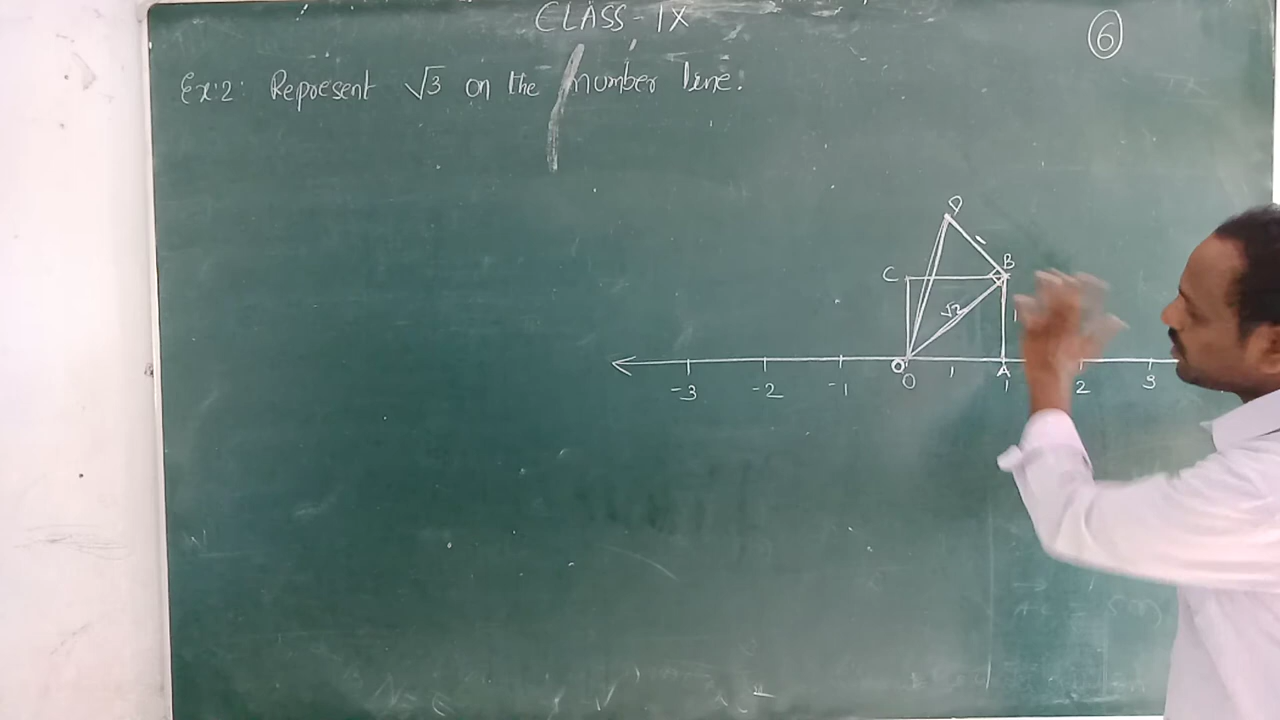 CLASS-IX
6
Ex:2: Represent √3 on the number line.
D
1
C
B
√2
1
O
A
-3 -2 -1 0 1 1 2 3